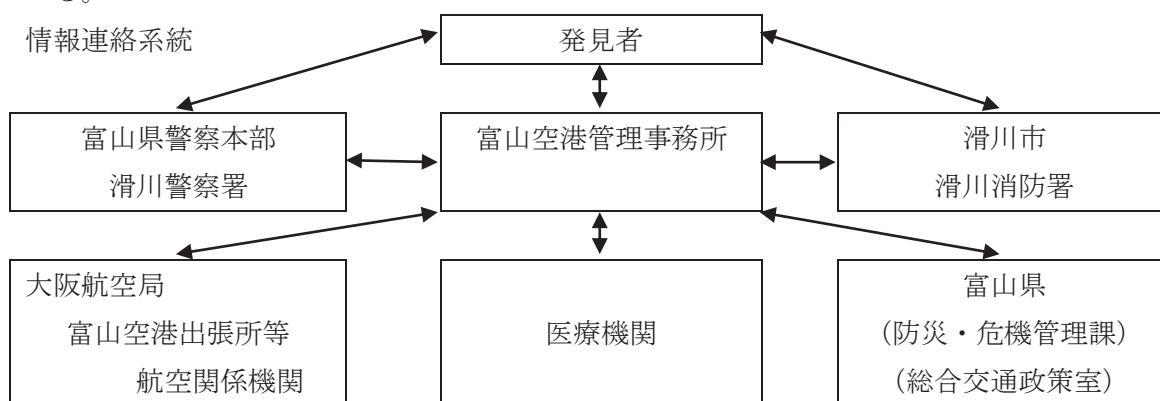 る。
情報連絡系統
発見者
富山県警察本部
滑川警察署
富山空港管理事務所
滑川市
滑川消防署
大阪航空局
富山空港出張所等
航空関係機関
医療機関
富山県
（防災・危機管理課）
（総合交通政策室）